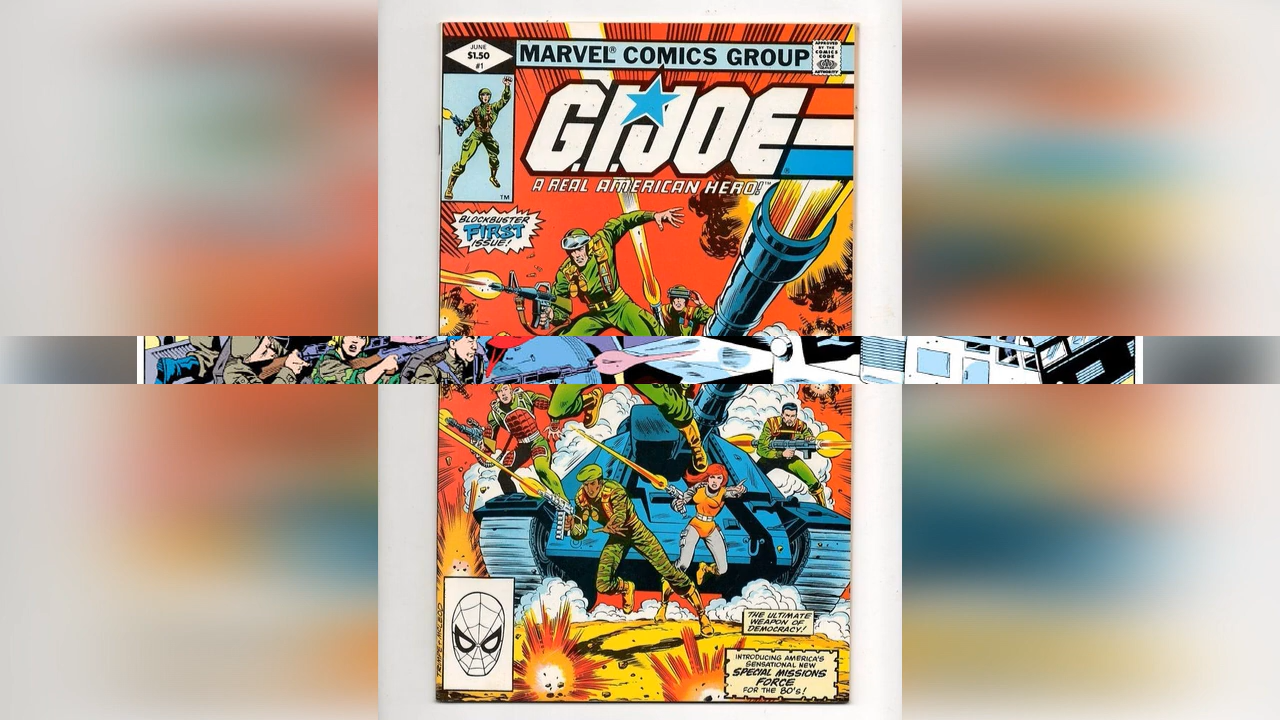 JUNE
$1.50
#1
MARVEL® COMICS GROUP
APPROVED
BY THE
COMICS
CODE
AUTHORITY
G.I. JOE
®
A REAL AMERICAN HERO!™
TM
BLOCKBUSTER
FIRST
ISSUE!
THE ULTIMATE
WEAPON OF
DEMOCRACY!
INTRODUCING AMERICA'S
SENSATIONAL NEW
SPECIAL MISSIONS
FORCE
FOR THE 80's!